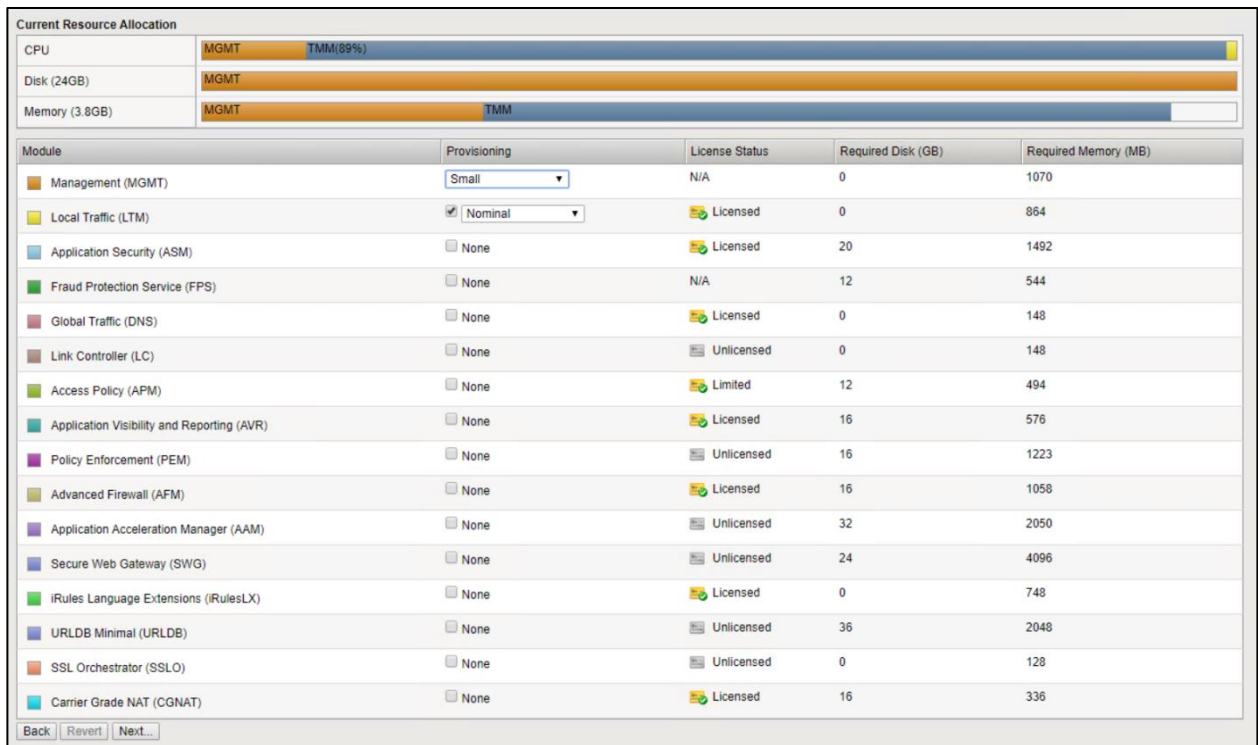 Current Resource Allocation
CPU MGMT TMM(89%)
Disk (24GB) MGMT
Memory (3.8GB) MGMT TMM
Module Provisioning License Status Required Disk (GB) Required Memory (MB)
Management (MGMT) Small N/A 0 1070
Local Traffic (LTM) Nominal Licensed 0 864
Application Security (ASM) None Licensed 20 1492
Fraud Protection Service (FPS) None N/A 12 544
Global Traffic (DNS) None Licensed 0 148
Link Controller (LC) None Unlicensed 0 148
Access Policy (APM) None Limited 12 494
Application Visibility and Reporting (AVR) None Licensed 16 576
Policy Enforcement (PEM) None Unlicensed 16 1223
Advanced Firewall (AFM) None Licensed 16 1058
Application Acceleration Manager (AAM) None Unlicensed 32 2050
Secure Web Gateway (SWG) None Unlicensed 24 4096
iRules Language Extensions (iRulesLX) None Licensed 0 748
URLDB Minimal (URLDB) None Unlicensed 36 2048
SSL Orchestrator (SSLO) None Unlicensed 0 128
Carrier Grade NAT (CGNAT) None Licensed 16 336
Back Revert Next...